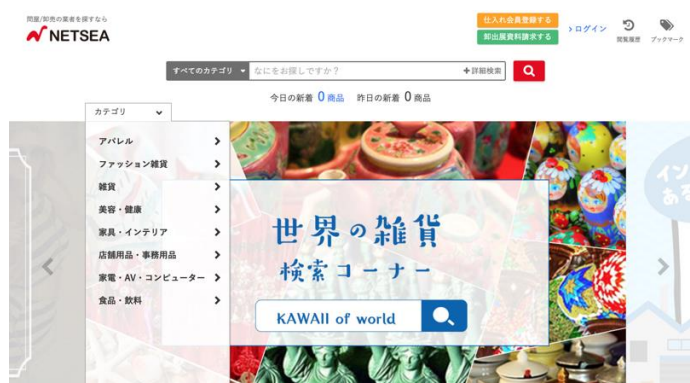 問屋/卸売の業者を探すなら
NETSEA
仕入れ会員登録する
卸出展資料請求する
ログイン
閲覧履歴
ブックマーク
すべてのカテゴリ
なにをお探しですか？
+詳細検索
今日の新着 0 商品 昨日の新着 0 商品
カテゴリ
アパレル
ファッション雑貨
雑貨
美容・健康
家具・インテリア
店舗用品・事務用品
家電・AV・コンピューター
食品・飲料
世界の雑貨
検索コーナー
KAWAII of world
イン
ある